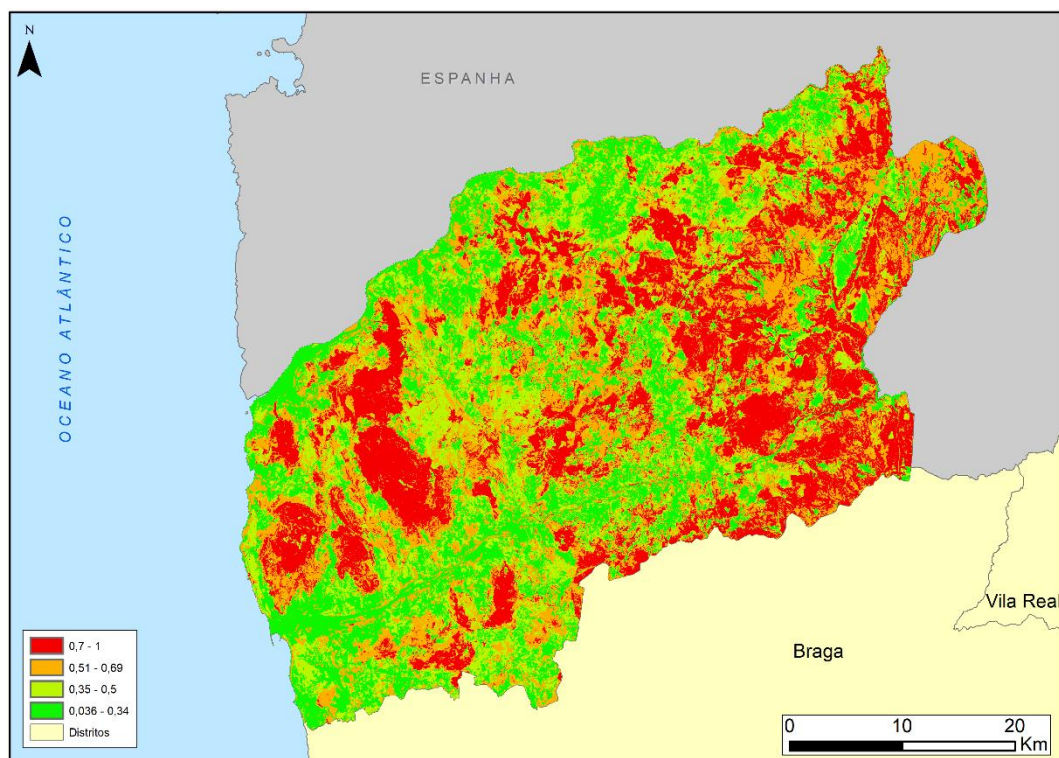 N
ESPANHA
OCEANO ATLÂNTICO
Vila Real
Braga
0,7 - 1
0,51 - 0,69
0,35 - 0,5
0,036 - 0,34
Distritos
0 10 20
Km